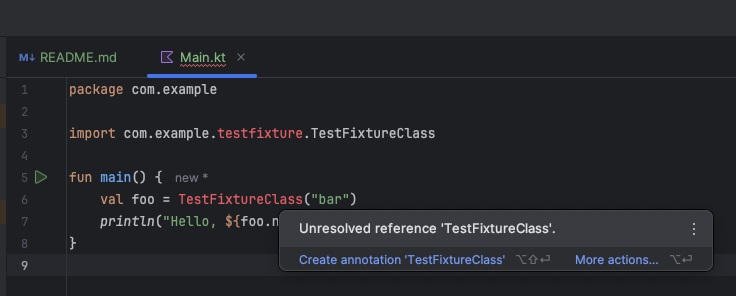 M↓ README.md
Main.kt ×
1 package com.example
2
3 import com.example.testfixture.TestFixtureClass
4
5 fun main() { new *
6 val foo = TestFixtureClass("bar")
7 println("Hello, ${foo.n
8 }
9
Unresolved reference 'TestFixtureClass'.
Create annotation 'TestFixtureClass' ⌥⇧⏎ More actions... ⌥⏎